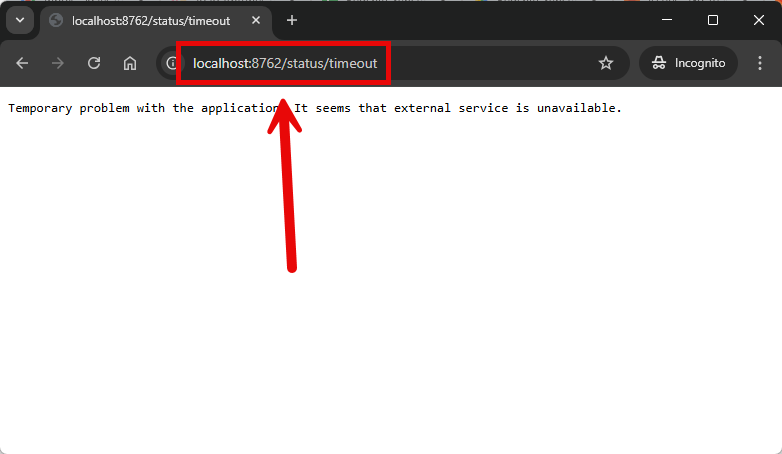 localhost:8762/status/timeout
localhost:8762/status/timeout
Incognito
Temporary problem with the application. It seems that external service is unavailable.